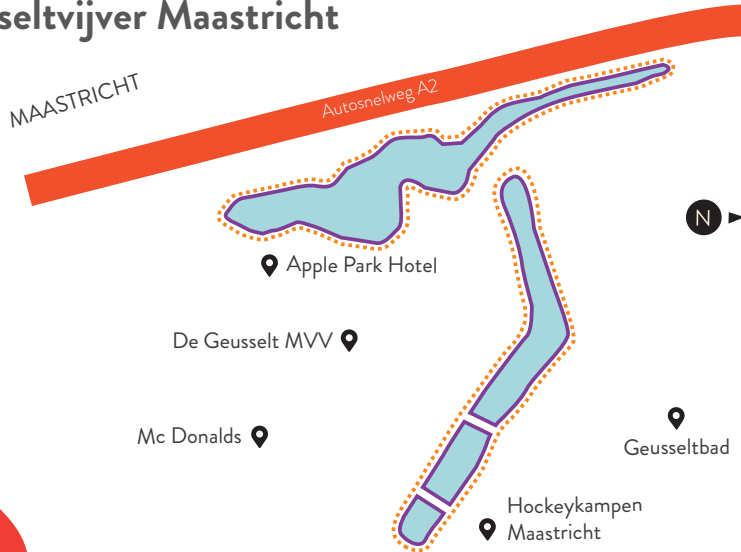 seltvijver Maastricht
MAASTRICHT
Autosnelweg A2
N
Apple Park Hotel
De Geusselt MVV
Mc Donalds
Geusseltbad
Hockeykampen
Maastricht